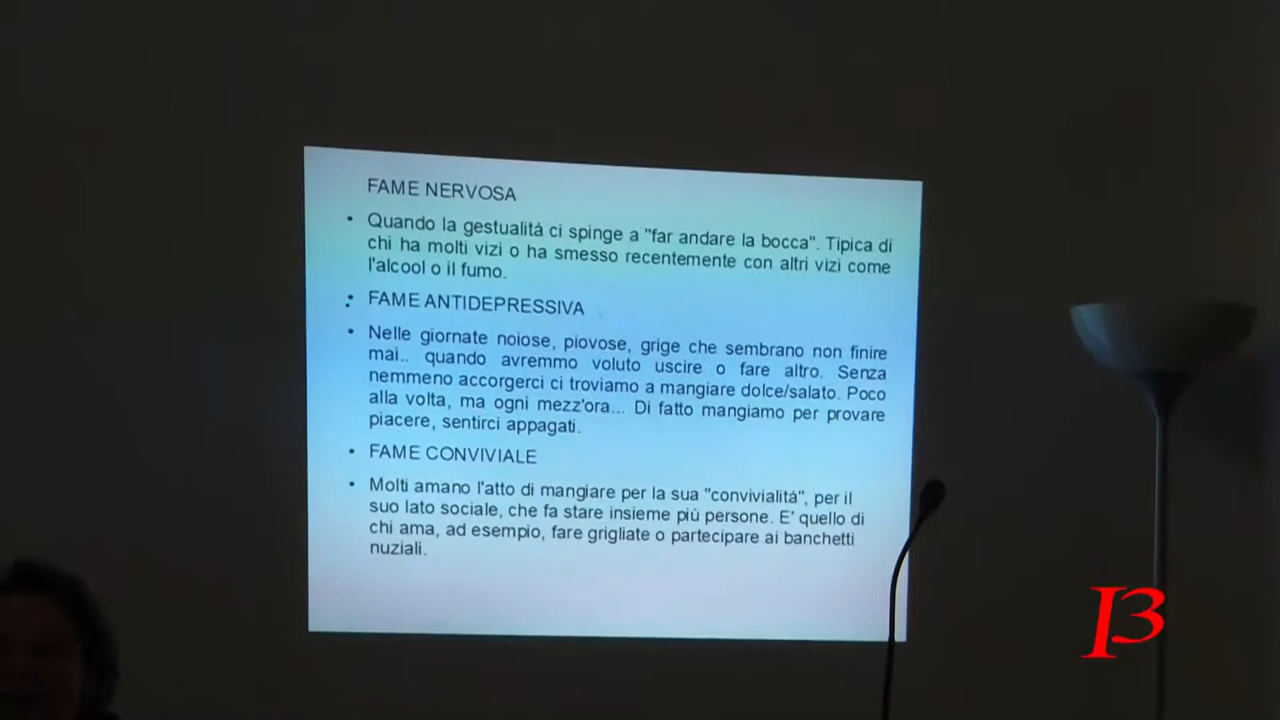 FAME NERVOSA
• Quando la gestualità ci spinge a "far andare la bocca". Tipica di
chi ha molti vizi o ha smesso recentemente con altri vizi come
l'alcool o il fumo.
: FAME ANTIDEPRESSIVA
• Nelle giornate noiose, piovose, grige che sembrano non finire
mai.. quando avremmo voluto uscire o fare altro. Senza
nemmeno accorgerci ci troviamo a mangiare dolce/salato. Poco
alla volta, ma ogni mezz'ora... Di fatto mangiamo per provare
piacere, sentirci appagati.
• FAME CONVIVIALE
• Molti amano l'atto di mangiare per la sua "convivialità", per il
suo lato sociale, che fa stare insieme più persone. E' quello di
chi ama, ad esempio, fare grigliate o partecipare ai banchetti
nuziali.
I3